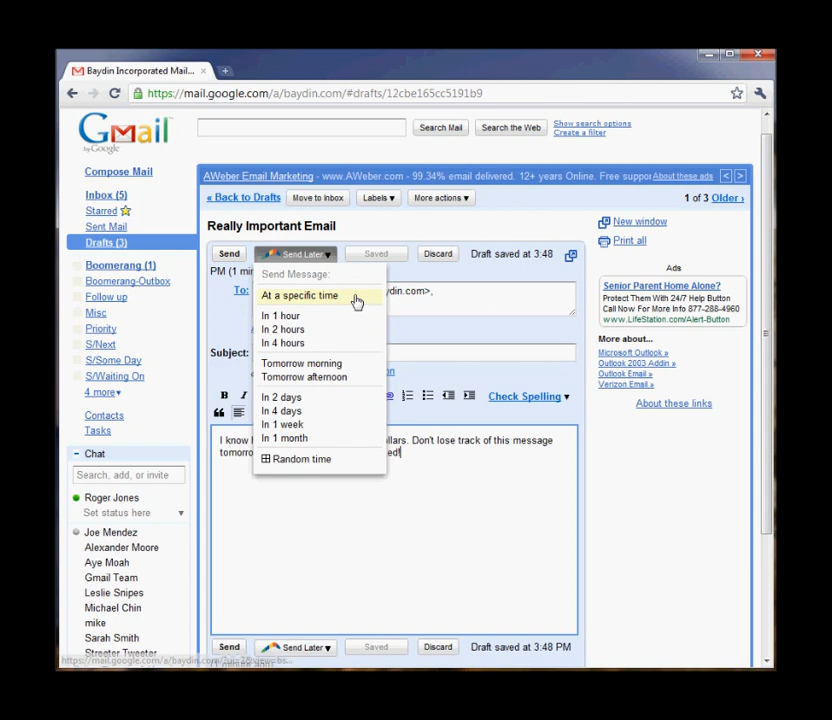 Baydin Incorporated Mail...
https://mail.google.com/a/baydin.com/#drafts/12cbe165cc5191b9
Gmail
by Google
Search Mail
Search the Web
Show search options
Create a filter
Compose Mail
Inbox (5)
Starred
Sent Mail
Drafts (3)
Boomerang (1)
Boomerang-Outbox
Follow up
Misc
Priority
S/Next
S/Some Day
S/Waiting On
4 more▾
Contacts
Tasks
− Chat
Search, add, or invite
Roger Jones
Set status here
Joe Mendez
Alexander Moore
Aye Moah
Gmail Team
Leslie Snipes
Michael Chin
mike
Sarah Smith
Streeter Tweeter
AWeber Email Marketing - www.AWeber.com - 99.34% email delivered. 12+ years Online. Free suppor About these ads < >
« Back to Drafts Move to Inbox Labels ▾ More actions ▾ 1 of 3 Older ›
Really Important Email
Send Send Later▾ Saved Discard Draft saved at 3:48
PM (1
To: ydin.com>,
Subject:
Send Message:
At a specific time
In 1 hour
In 2 hours
In 4 hours
Tomorrow morning
Tomorrow afternoon
In 2 days
In 4 days
In 1 week
In 1 month
Random time
B I Check Spelling ▾
I know ollars. Don't lose track of this message
ed!
Send Send Later▾ Saved Discard Draft saved at 3:48 PM
New window
Print all
Ads
Senior Parent Home Alone?
Protect Them With 24/7 Help Button
Call Now For More Info 877-288-4960
www.LifeStation.com/Alert-Button
More about...
Microsoft Outlook »
Outlook 2003 Addin »
Outlook Email »
Verizon Email »
About these links